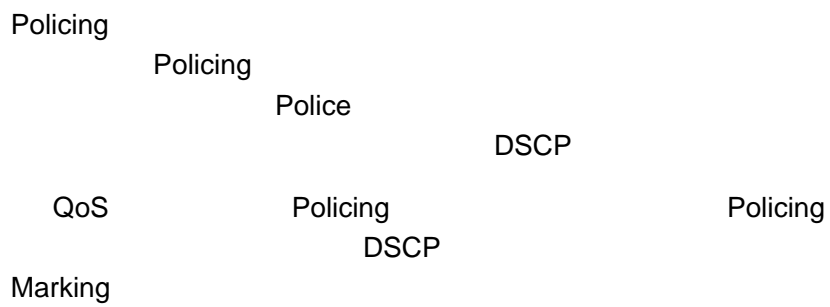 Policing
Policing
Police
DSCP
QoS Policing Policing
DSCP
Marking